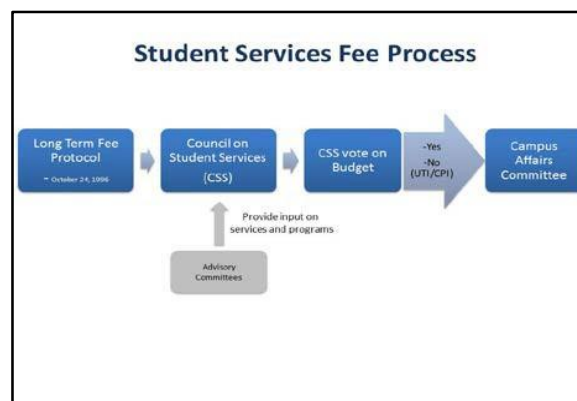 Student Services Fee Process
Long Term Fee
Protocol
- October 24, 1996
Council on
Student Services
(CSS)
CSS vote on
Budget
-Yes
-No
(UTI/CPI)
Campus
Affairs
Committee
Provide input on
services and programs
Advisory
Committees